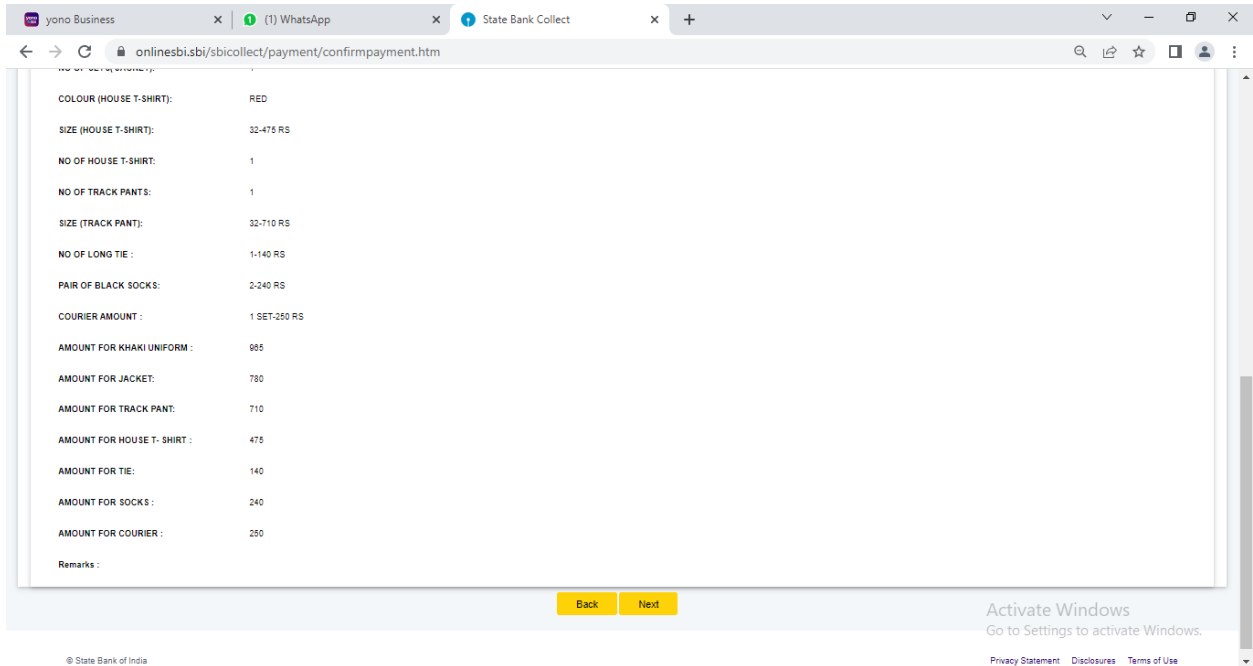 yono Business
(1) WhatsApp
State Bank Collect
onlinesbi.sbi/sbicollect/payment/confirmpayment.htm
COLOUR (HOUSE T-SHIRT): RED
SIZE (HOUSE T-SHIRT): 32-475 RS
NO OF HOUSE T-SHIRT: 1
NO OF TRACK PANTS: 1
SIZE (TRACK PANT): 32-710 RS
NO OF LONG TIE : 1-140 RS
PAIR OF BLACK SOCKS: 2-240 RS
COURIER AMOUNT : 1 SET-250 RS
AMOUNT FOR KHAKI UNIFORM : 985
AMOUNT FOR JACKET: 780
AMOUNT FOR TRACK PANT: 710
AMOUNT FOR HOUSE T- SHIRT : 475
AMOUNT FOR TIE: 140
AMOUNT FOR SOCKS : 240
AMOUNT FOR COURIER : 250
Remarks :
Back Next
Activate Windows
Go to Settings to activate Windows.
© State Bank of India Privacy Statement Disclosures Terms of Use